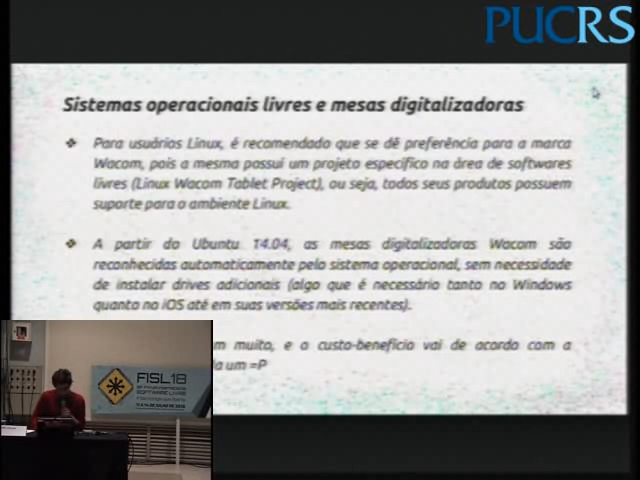 PUCRS
Sistemas operacionais livres e mesas digitalizadoras
Para usuários Linux, é recomendado que se dê preferência para a marca
Wacom, pois a mesma possui um projeto específico na área de softwares
livres (Linux Wacom Tablet Project), ou seja, todos seus produtos possuem
suporte para o ambiente Linux.
A partir do Ubuntu 14.04, as mesas digitalizadoras Wacom são
reconhecidas automaticamente pelo sistema operacional, sem necessidade
de instalar drives adicionais (algo que é necessário tanto no Windows
quanto no iOS até em suas versões mais recentes).
m muito, e o custo-benefício vai de acordo com a
um =P
FISL18
SOFTWARE LIVRE